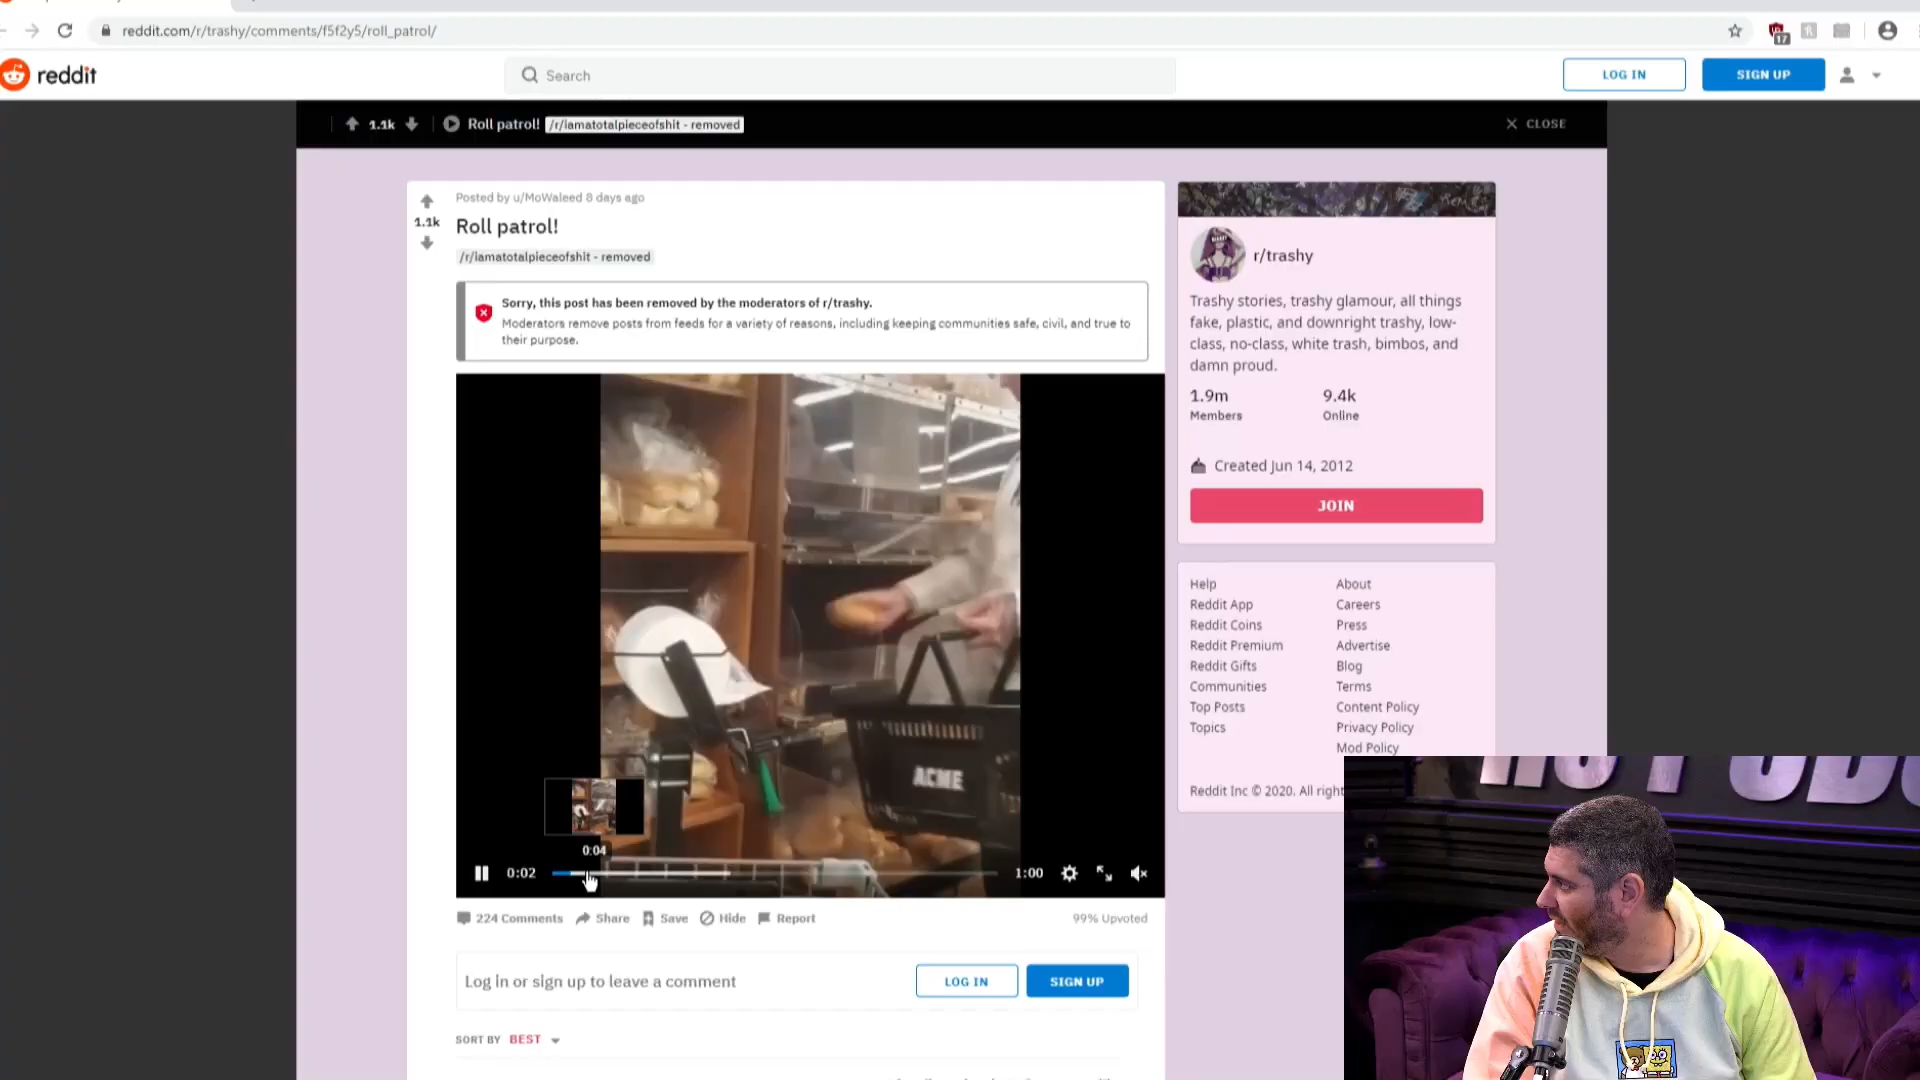 reddit.com/r/trashy/comments/f5f2y5/roll_patrol/
17
reddit
Search
LOG IN
SIGN UP
1.1k
Roll patrol!
/r/iamatotalpieceofshit - removed
CLOSE
Posted by u/MoWaleed 8 days ago
1.1k
Roll patrol!
/r/iamatotalpieceofshit - removed
Sorry, this post has been removed by the moderators of r/trashy.
Moderators remove posts from feeds for a variety of reasons, including keeping communities safe, civil, and true to
their purpose.
ACME
0:04
0:02
1:00
224 Comments
Share
Save
Hide
Report
99% Upvoted
Log in or sign up to leave a comment
LOG IN
SIGN UP
SORT BY BEST
r/trashy
Trashy stories, trashy glamour, all things
fake, plastic, and downright trashy, low-
class, no-class, white trash, bimbos, and
damn proud.
1.9m
Members
9.4k
Online
Created Jun 14, 2012
JOIN
Help
Reddit App
Reddit Coins
Reddit Premium
Reddit Gifts
Communities
Top Posts
Topics
About
Careers
Press
Advertise
Blog
Terms
Content Policy
Privacy Policy
Mod Policy
Reddit Inc © 2020. All right